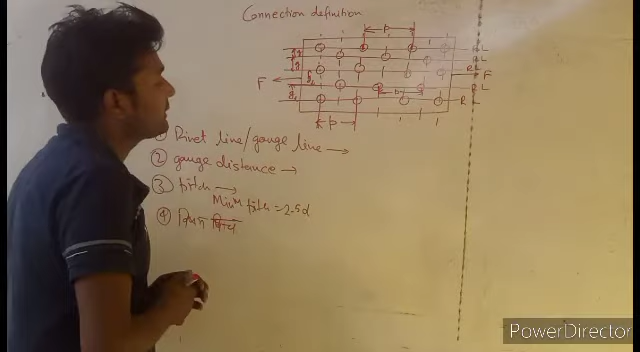 Connection definition
p
RL
RL
RL
F
F
RL
RL
p
① Rivet line/gauge line →
② gauge distance →
③ pitch →
Minm pitch = 2.5d
④
PowerDirector